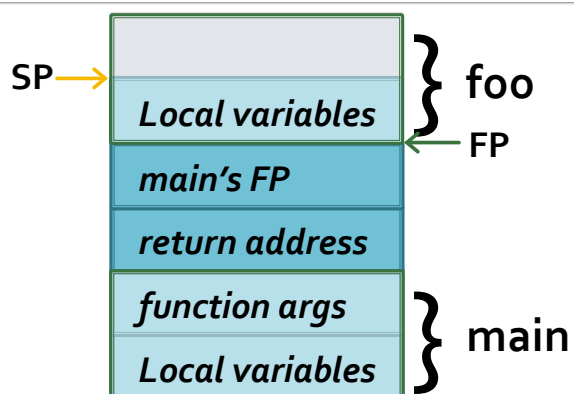 SP
foo
Local variables
FP
main's FP
return address
function args
main
Local variables